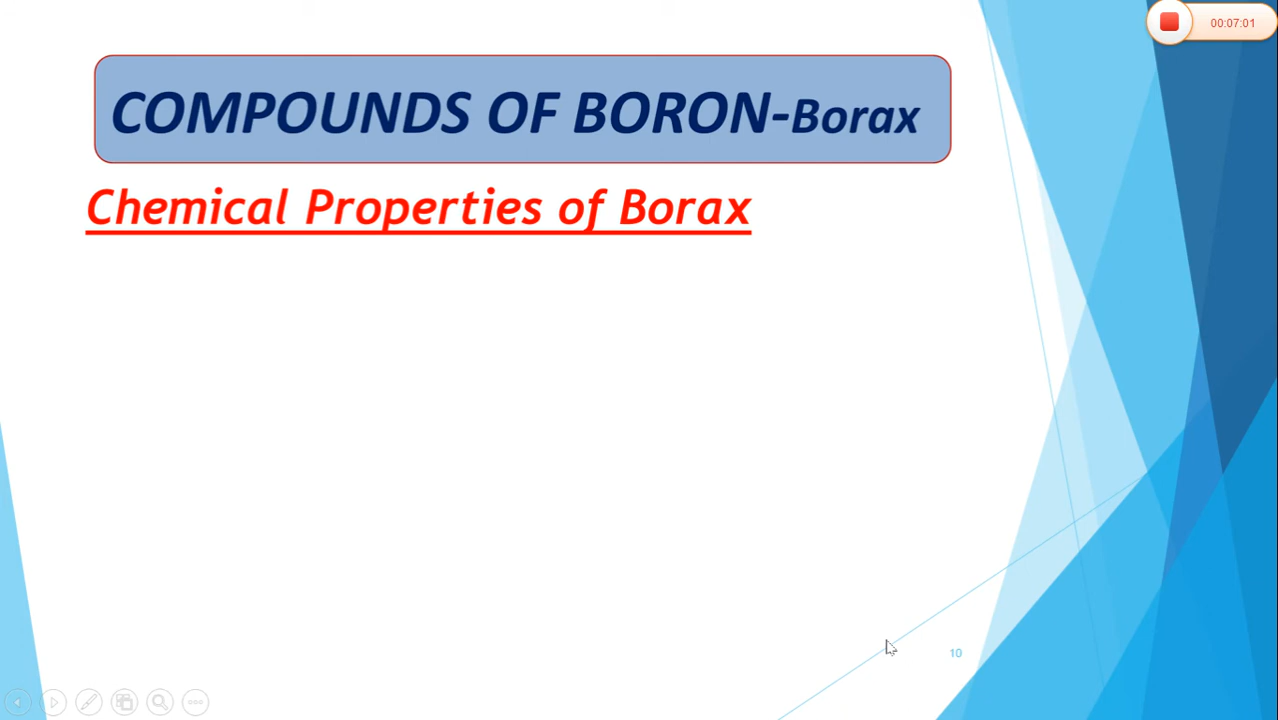 00:07:01
COMPOUNDS OF BORON-Borax
Chemical Properties of Borax
10